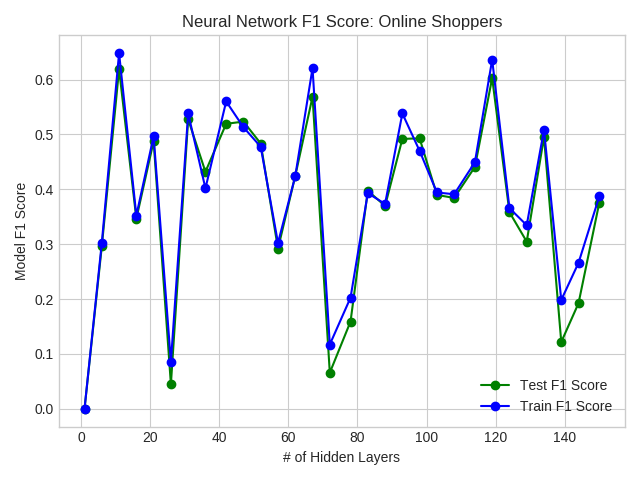 Neural Network F1 Score: Online Shoppers
Model F1 Score
0.6
0.5
0.4
0.3
0.2
0.1
0.0
Test F1 Score
Train F1 Score
0 20 40 60 80 100 120 140
# of Hidden Layers